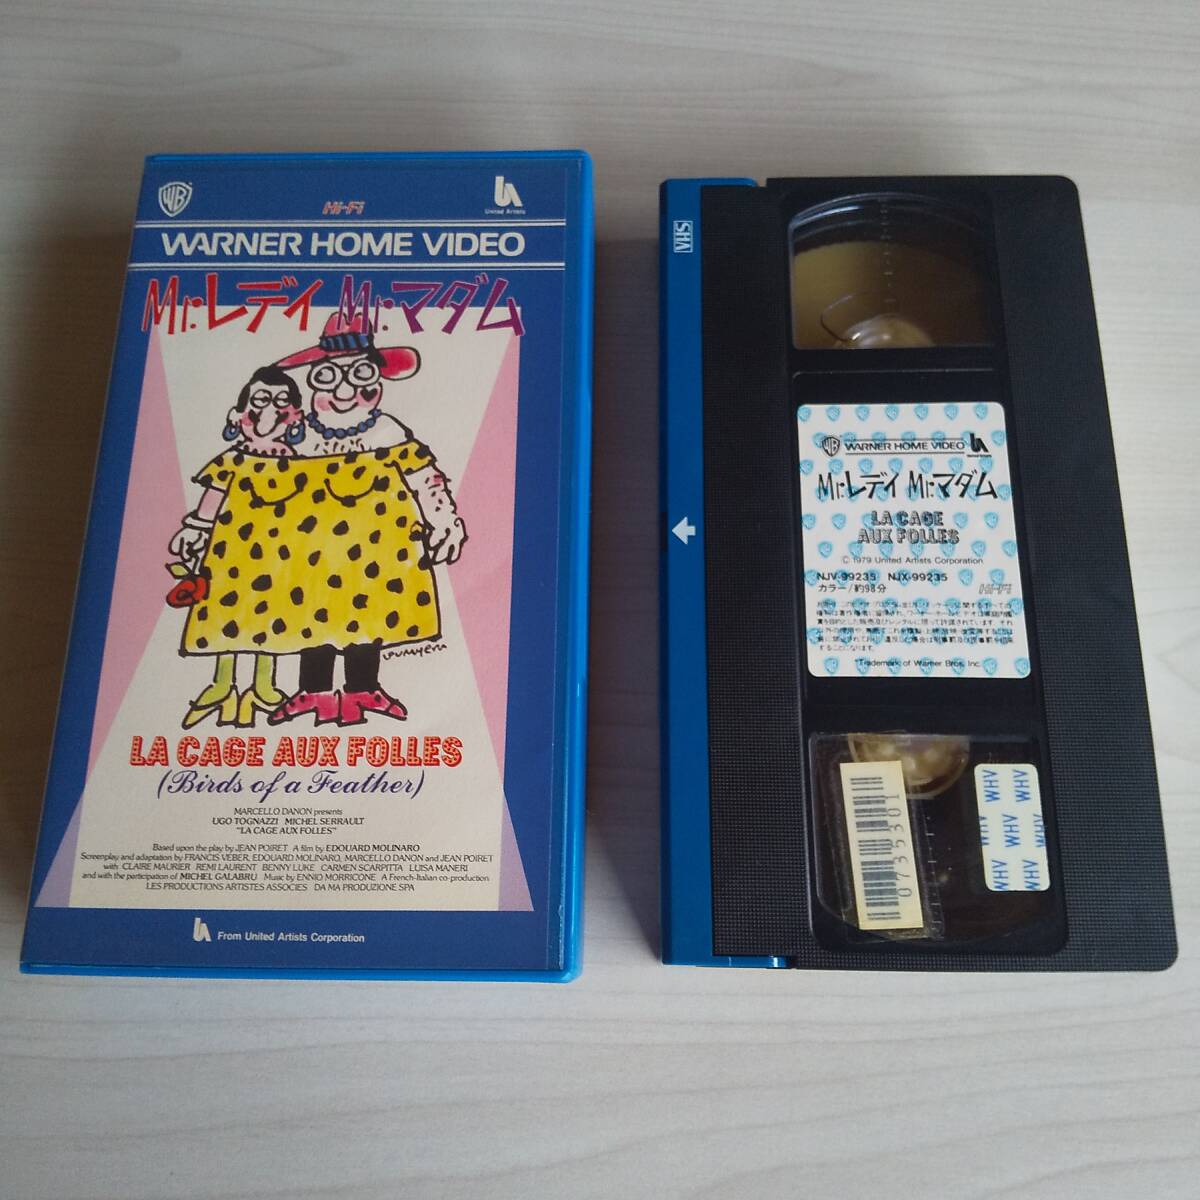 WB
Hi-Fi
United Artists
WARNER HOME VIDEO
Mr.レディ Mr.マダム
LA CAGE AUX FOLLES
(Birds of a Feather)
MARCELLO DANON presents
UGO TOGNAZZI MICHEL SERRAULT
"LA CAGE AUX FOLLES"
Based upon the play by JEAN POIRET A film by EDOUARD MOLINARO
Screenplay and adaptation by FRANCIS VEBER, EDOUARD MOLINARO, MARCELLO DANON and JEAN POIRET
with CLAIRE MAURIER REMI LAURENT BENNY LUKE CARMEN SCARPITTA LUISA MANERI
and with the participation of MICHEL GALABRU Music by ENNIO MORRICONE A French-Italian co-production
LES PRODUCTIONS ARTISTES ASSOCIES DA MA PRODUZIONE SPA
From United Artists Corporation
VHS
WB WARNER HOME VIDEO
Mr.レディ Mr.マダム
LA CAGE
AUX FOLLES
© 1979 United Artists Corporation
NJV-99235 NJX-99235
カラー/約98分 Hi-Fi
*Trademark of Warner Bros. Inc.
0735301
WHV WHV
WHV WHV
WHV WHV